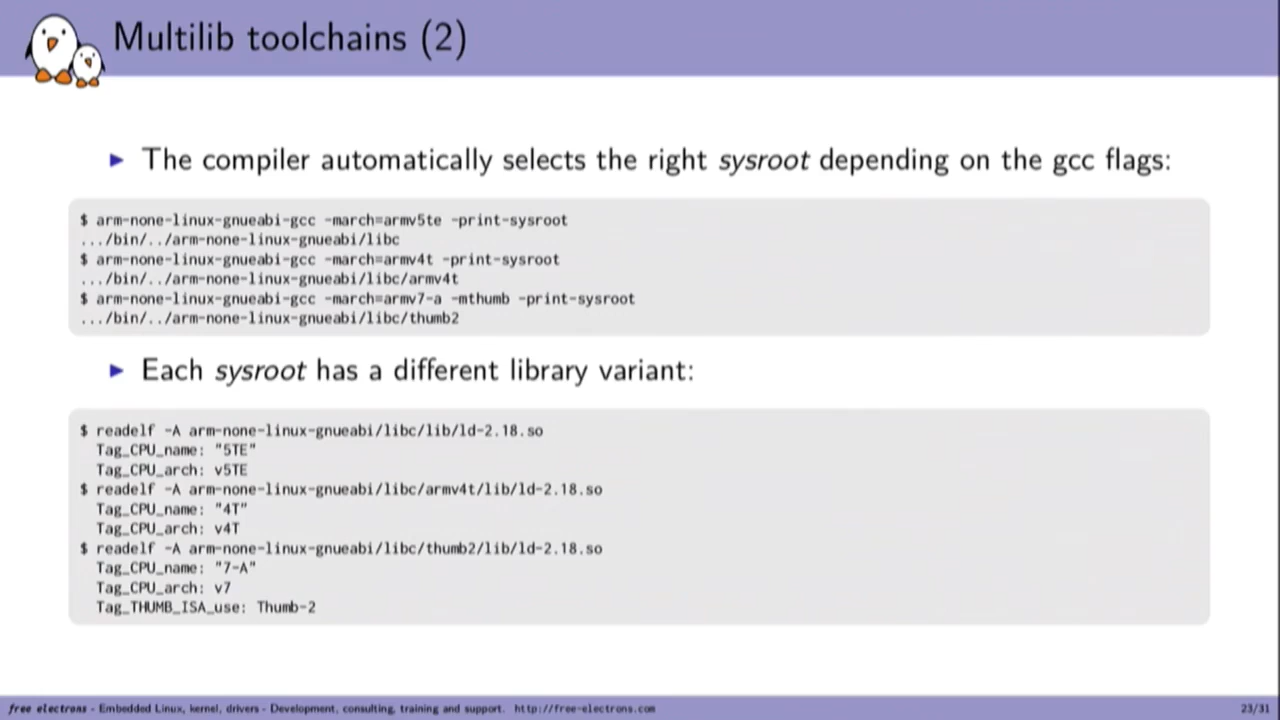 Multilib toolchains (2)
The compiler automatically selects the right sysroot depending on the gcc flags:
$ arm-none-linux-gnueabi-gcc -march=armv5te -print-sysroot
.../bin/../arm-none-linux-gnueabi/libc
$ arm-none-linux-gnueabi-gcc -march=armv4t -print-sysroot
.../bin/../arm-none-linux-gnueabi/libc/armv4t
$ arm-none-linux-gnueabi-gcc -march=armv7-a -mthumb -print-sysroot
.../bin/../arm-none-linux-gnueabi/libc/thumb2
Each sysroot has a different library variant:
$ readelf -A arm-none-linux-gnueabi/libc/lib/ld-2.18.so
Tag_CPU_name: "5TE"
Tag_CPU_arch: v5TE
$ readelf -A arm-none-linux-gnueabi/libc/armv4t/lib/ld-2.18.so
Tag_CPU_name: "4T"
Tag_CPU_arch: v4T
$ readelf -A arm-none-linux-gnueabi/libc/thumb2/lib/ld-2.18.so
Tag_CPU_name: "7-A"
Tag_CPU_arch: v7
Tag_THUMB_ISA_use: Thumb-2
free electrons - Embedded Linux, kernel, drivers - Development, consulting, training and support. http://free-electrons.com 23/31